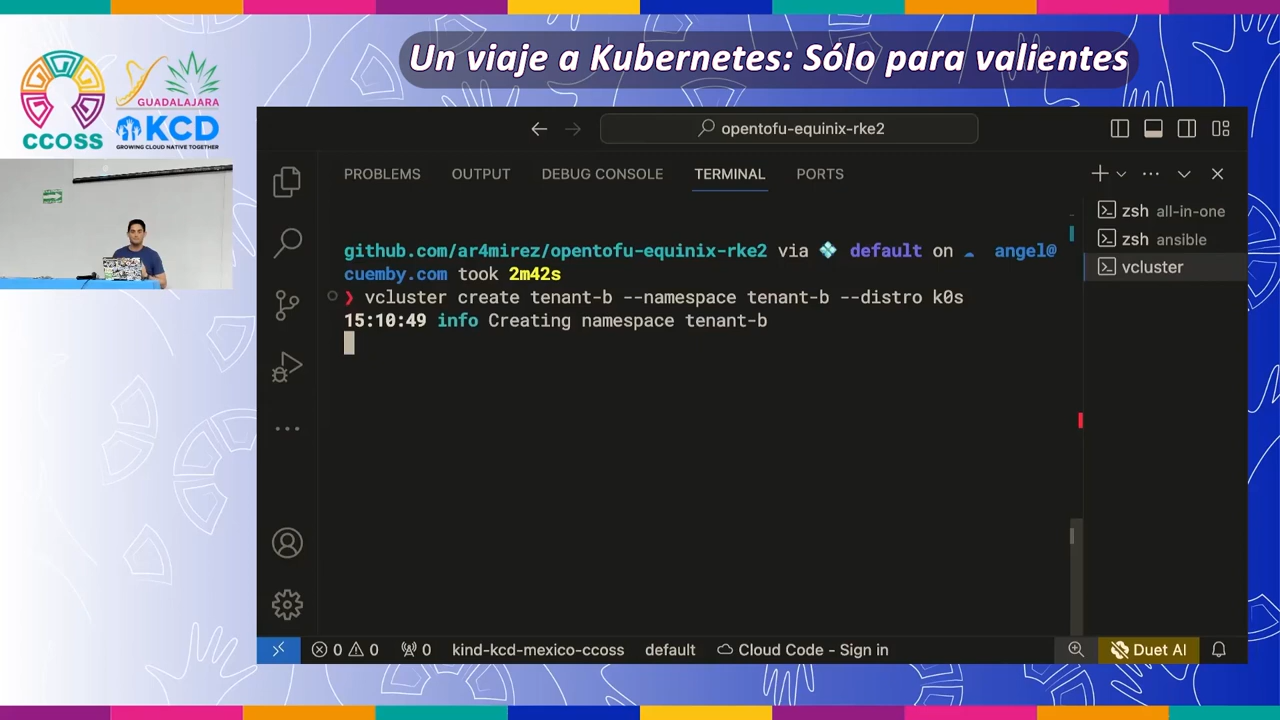 Un viaje a Kubernetes: Sólo para valientes
CCOSS
GUADALAJARA
KCD
GROWING CLOUD NATIVE TOGETHER
opentofu-equinix-rke2
PROBLEMS OUTPUT DEBUG CONSOLE TERMINAL PORTS
zsh all-in-one
zsh ansible
vcluster
github.com/ar4mirez/opentofu-equinix-rke2 via default on angel@
cuemby.com took 2m42s
❯ vcluster create tenant-b --namespace tenant-b --distro k0s
15:10:49 info Creating namespace tenant-b
0 0 0 kind-kcd-mexico-ccoss default Cloud Code - Sign in Duet AI